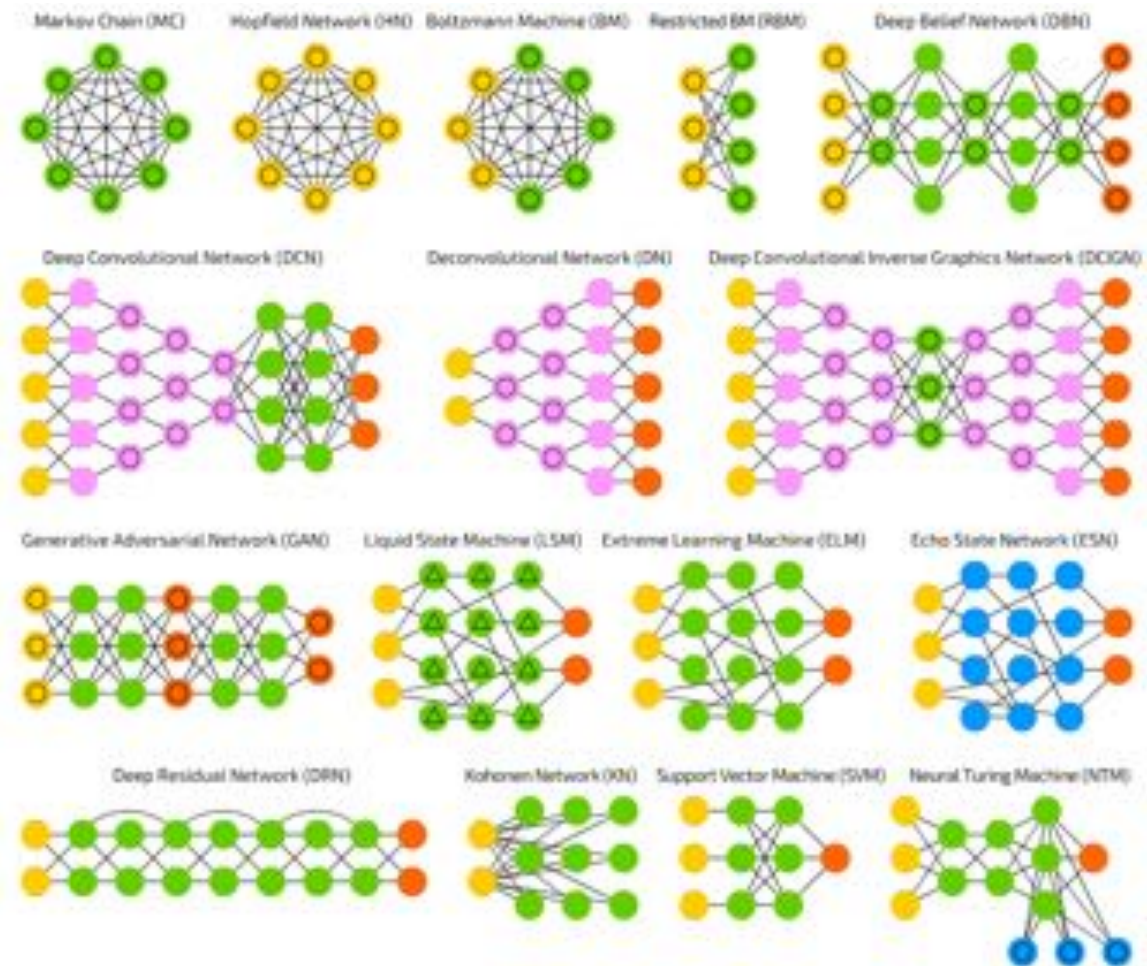 Markov Chain (MC)
Hopfield Network (HN)
Boltzmann Machine (BM)
Restricted BM (RBM)
Deep Belief Network (DBN)
Deep Convolutional Network (DCN)
Deconvolutional Network (DN)
Deep Convolutional Inverse Graphics Network (DCIGN)
Generative Adversarial Network (GAN)
Liquid State Machine (LSM)
Extreme Learning Machine (ELM)
Echo State Network (ESN)
Deep Residual Network (DRN)
Kohonen Network (KN)
Support Vector Machine (SVM)
Neural Turing Machine (NTM)